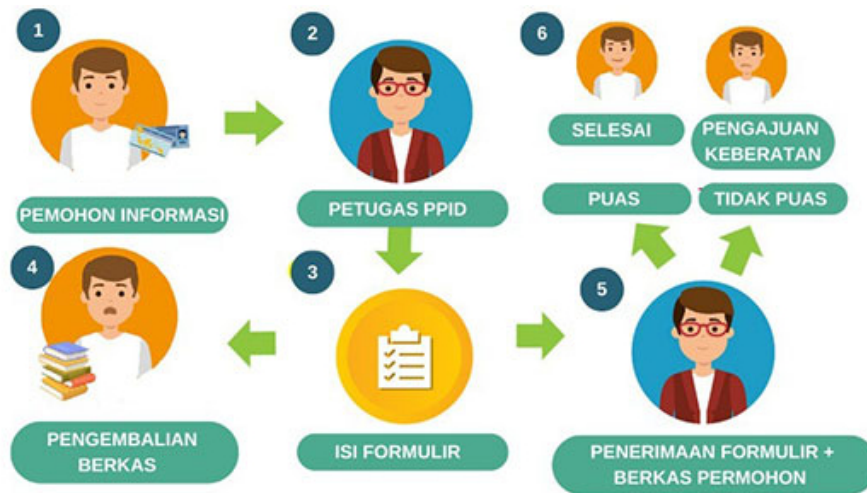 1
PEMOHON INFORMASI
2
PETUGAS PPID
3
ISI FORMULIR
4
PENGEMBALIAN
BERKAS
5
PENERIMAAN FORMULIR +
BERKAS PERMOHON
6
SELESAI
PENGAJUAN
KEBERATAN
PUAS
TIDAK PUAS